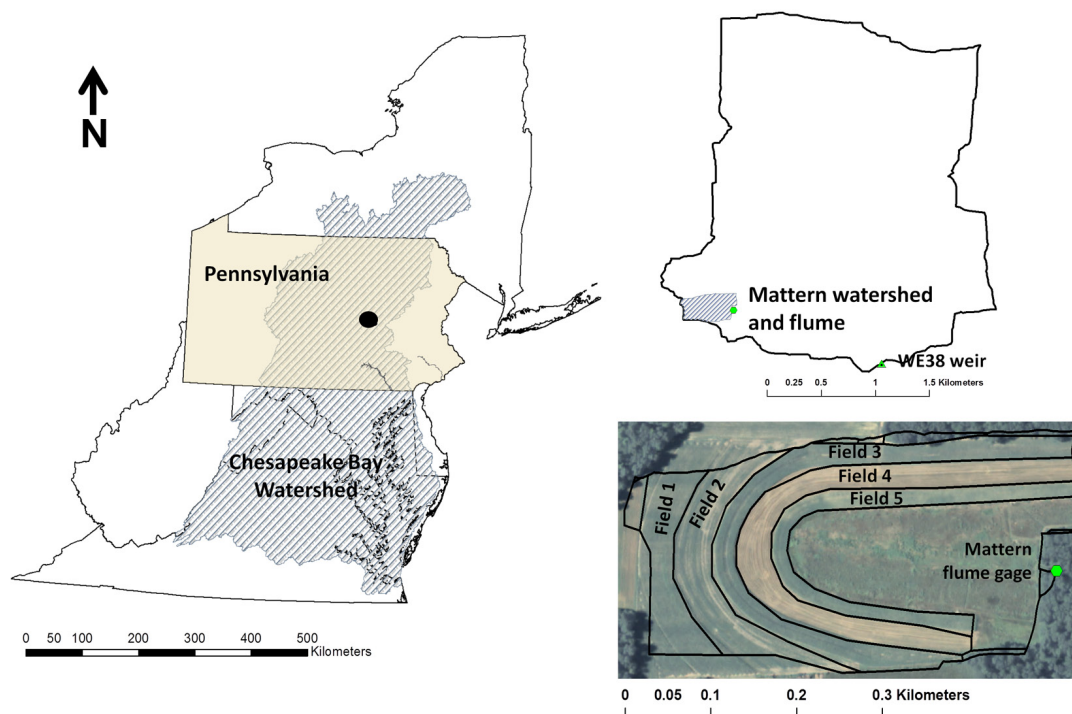 N
Pennsylvania
Chesapeake Bay
Watershed
0 50 100 200 300 400 500
Kilometers
Mattern watershed
and flume
WE38 weir
0 0.25 0.5 1 1.5 Kilometers
Field 1
Field 2
Field 3
Field 4
Field 5
Mattern
flume gage
0 0.05 0.1 0.2 0.3 Kilometers